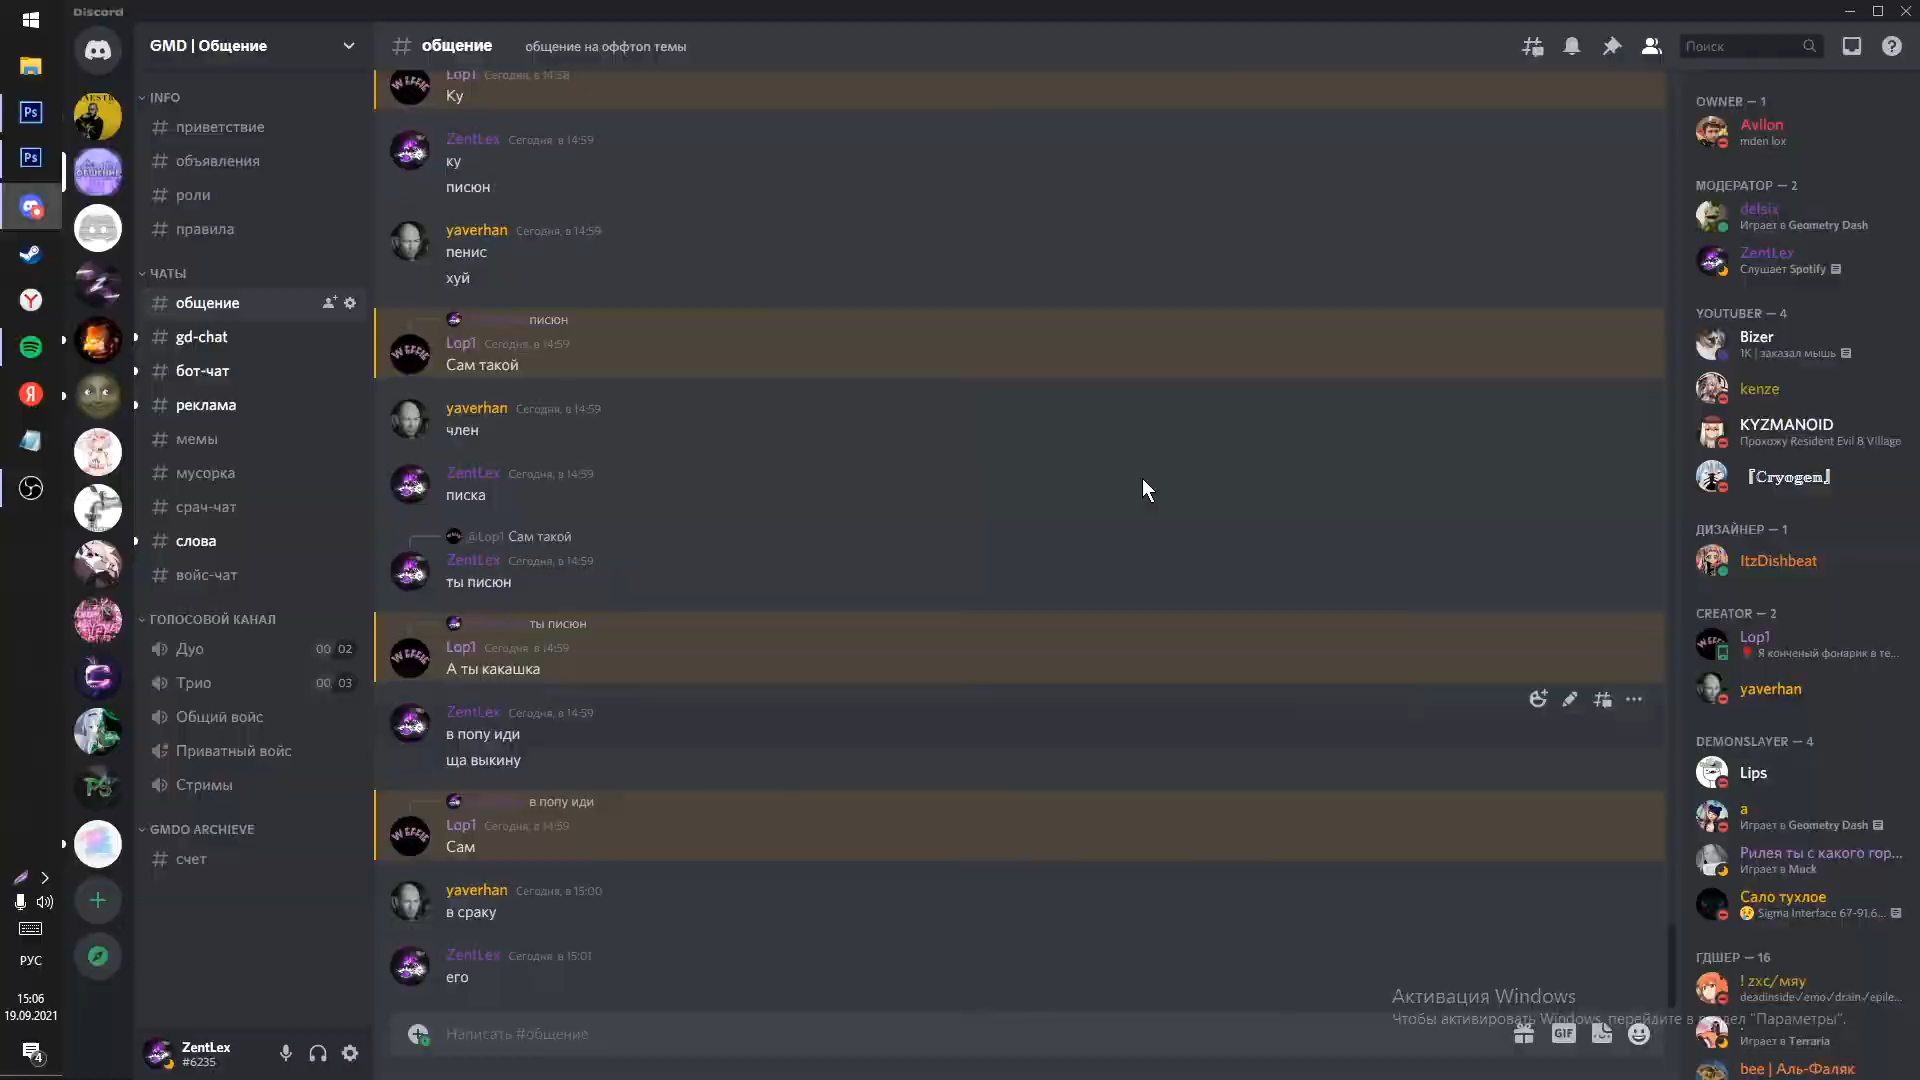 Discord
GMD | Общение
INFO
приветствие
объявления
роли
правила
ЧАТЫ
общение
gd-chat
бот-чат
реклама
мемы
мусорка
срач-чат
слова
войс-чат
ГОЛОСОВОЙ КАНАЛ
Дуо 00 02
Трио 00 03
Общий войс
Приватный войс
Стримы
GMDO ARCHIEVE
счет
ZentLex
#6235
РУС
15:06
19.09.2021
4
общение общение на оффтоп темы
Поиск
Lop1 Сегодня, в 14:58
Ку
ZentLex Сегодня, в 14:59
ку
писюн
yaverhan Сегодня, в 14:59
пенис
хуй
писюн
Lop1 Сегодня, в 14:59
Сам такой
yaverhan Сегодня, в 14:59
член
ZentLex Сегодня, в 14:59
писка
@Lop1 Сам такой
ZentLex Сегодня, в 14:59
ты писюн
ты писюн
Lop1 Сегодня, в 14:59
А ты какашка
ZentLex Сегодня, в 14:59
в попу иди
ща выкину
в попу иди
Lop1 Сегодня, в 14:59
Сам
yaverhan Сегодня, в 15:00
в сраку
ZentLex Сегодня, в 15:01
его
Написать #общение
GIF
Активация Windows
Чтобы активировать Windows, перейдите в раздел "Параметры".
OWNER — 1
Avllon
mden lox
МОДЕРАТОР — 2
delsix
Играет в Geometry Dash
ZentLex
Слушает Spotify
YOUTUBER — 4
Bizer
1K | заказал мышь
kenze
KYZMANOID
Прохожу Resident Evil 8 Village
『Cryogen』
ДИЗАЙНЕР — 1
ItzDishbeat
CREATOR — 2
Lop1
Я конченый фонарик в те...
yaverhan
DEMONSLAYER — 4
Lips
a
Играет в Geometry Dash
Рилея ты с какого гор...
Играет в Muck
Сало тухлое
Sigma Interface 67-91,6...
ГДШЕР — 16
! zxc/мяу
deadinside✓emo✓drain✓epile...
Играет в Terraria
bee | Аль-Фаляк